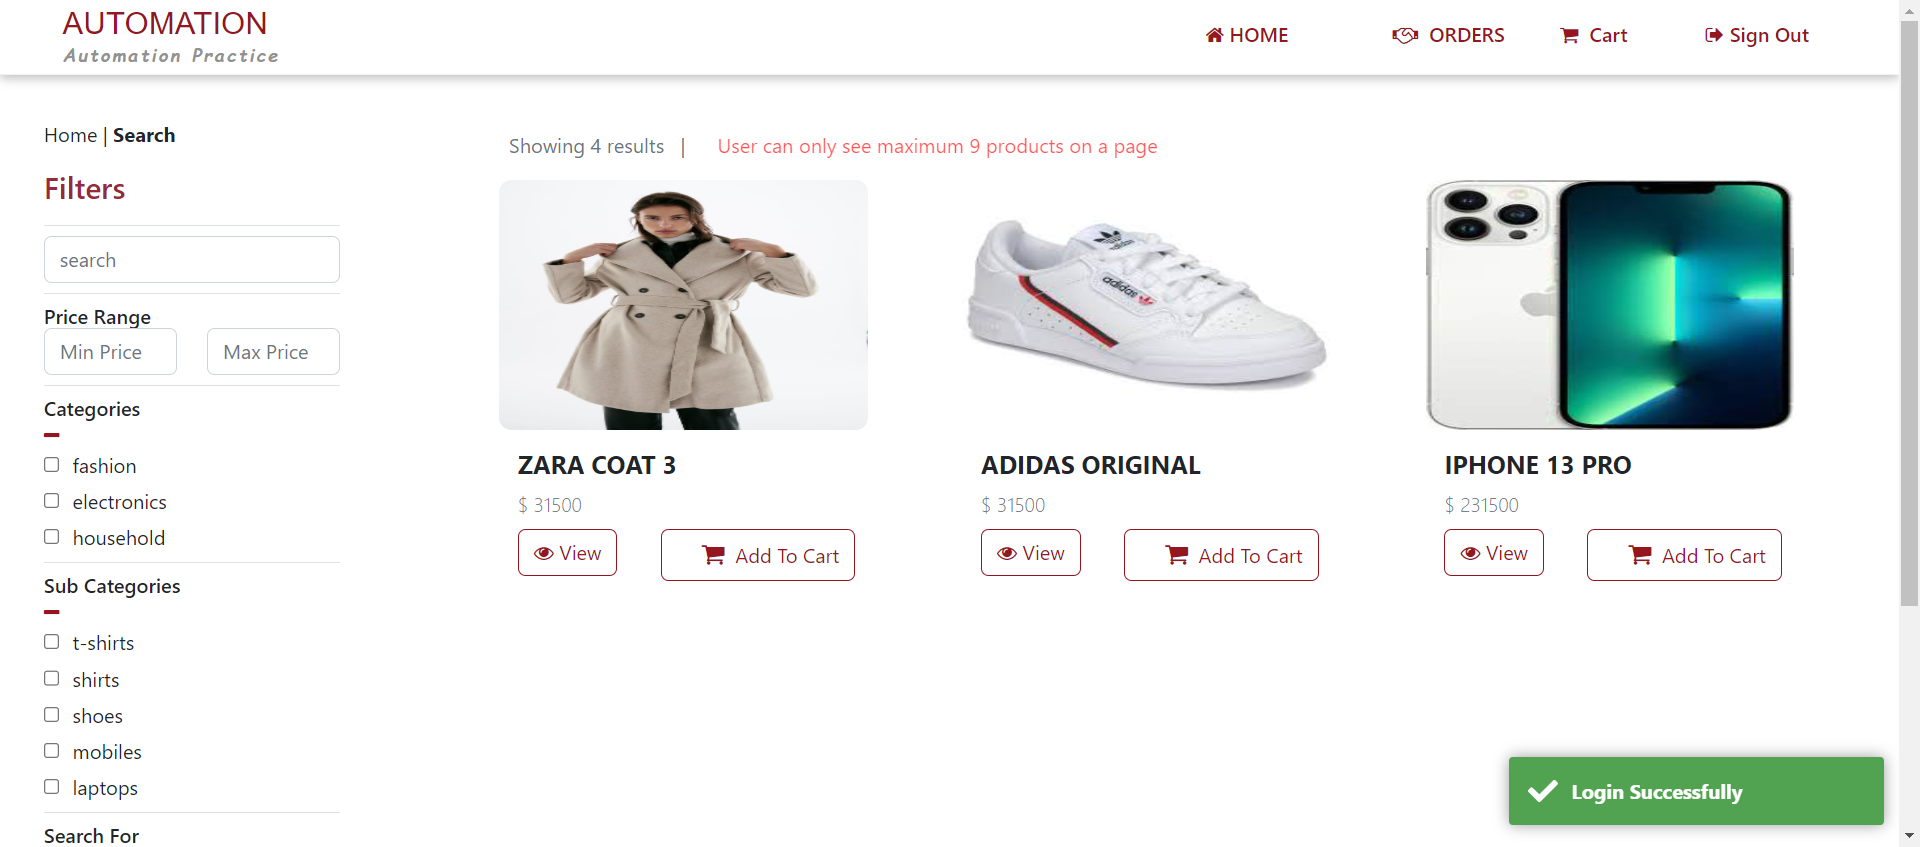 AUTOMATION
Automation Practice
HOME
ORDERS
Cart
Sign Out
Home | Search
Filters
search
Price Range
Min Price
Max Price
Categories
fashion
electronics
household
Sub Categories
t-shirts
shirts
shoes
mobiles
laptops
Search For
Showing 4 results |
User can only see maximum 9 products on a page
adidas
adidas
ZARA COAT 3
$ 31500
View
Add To Cart
ADIDAS ORIGINAL
$ 31500
View
Add To Cart
IPHONE 13 PRO
$ 231500
View
Add To Cart
Login Successfully